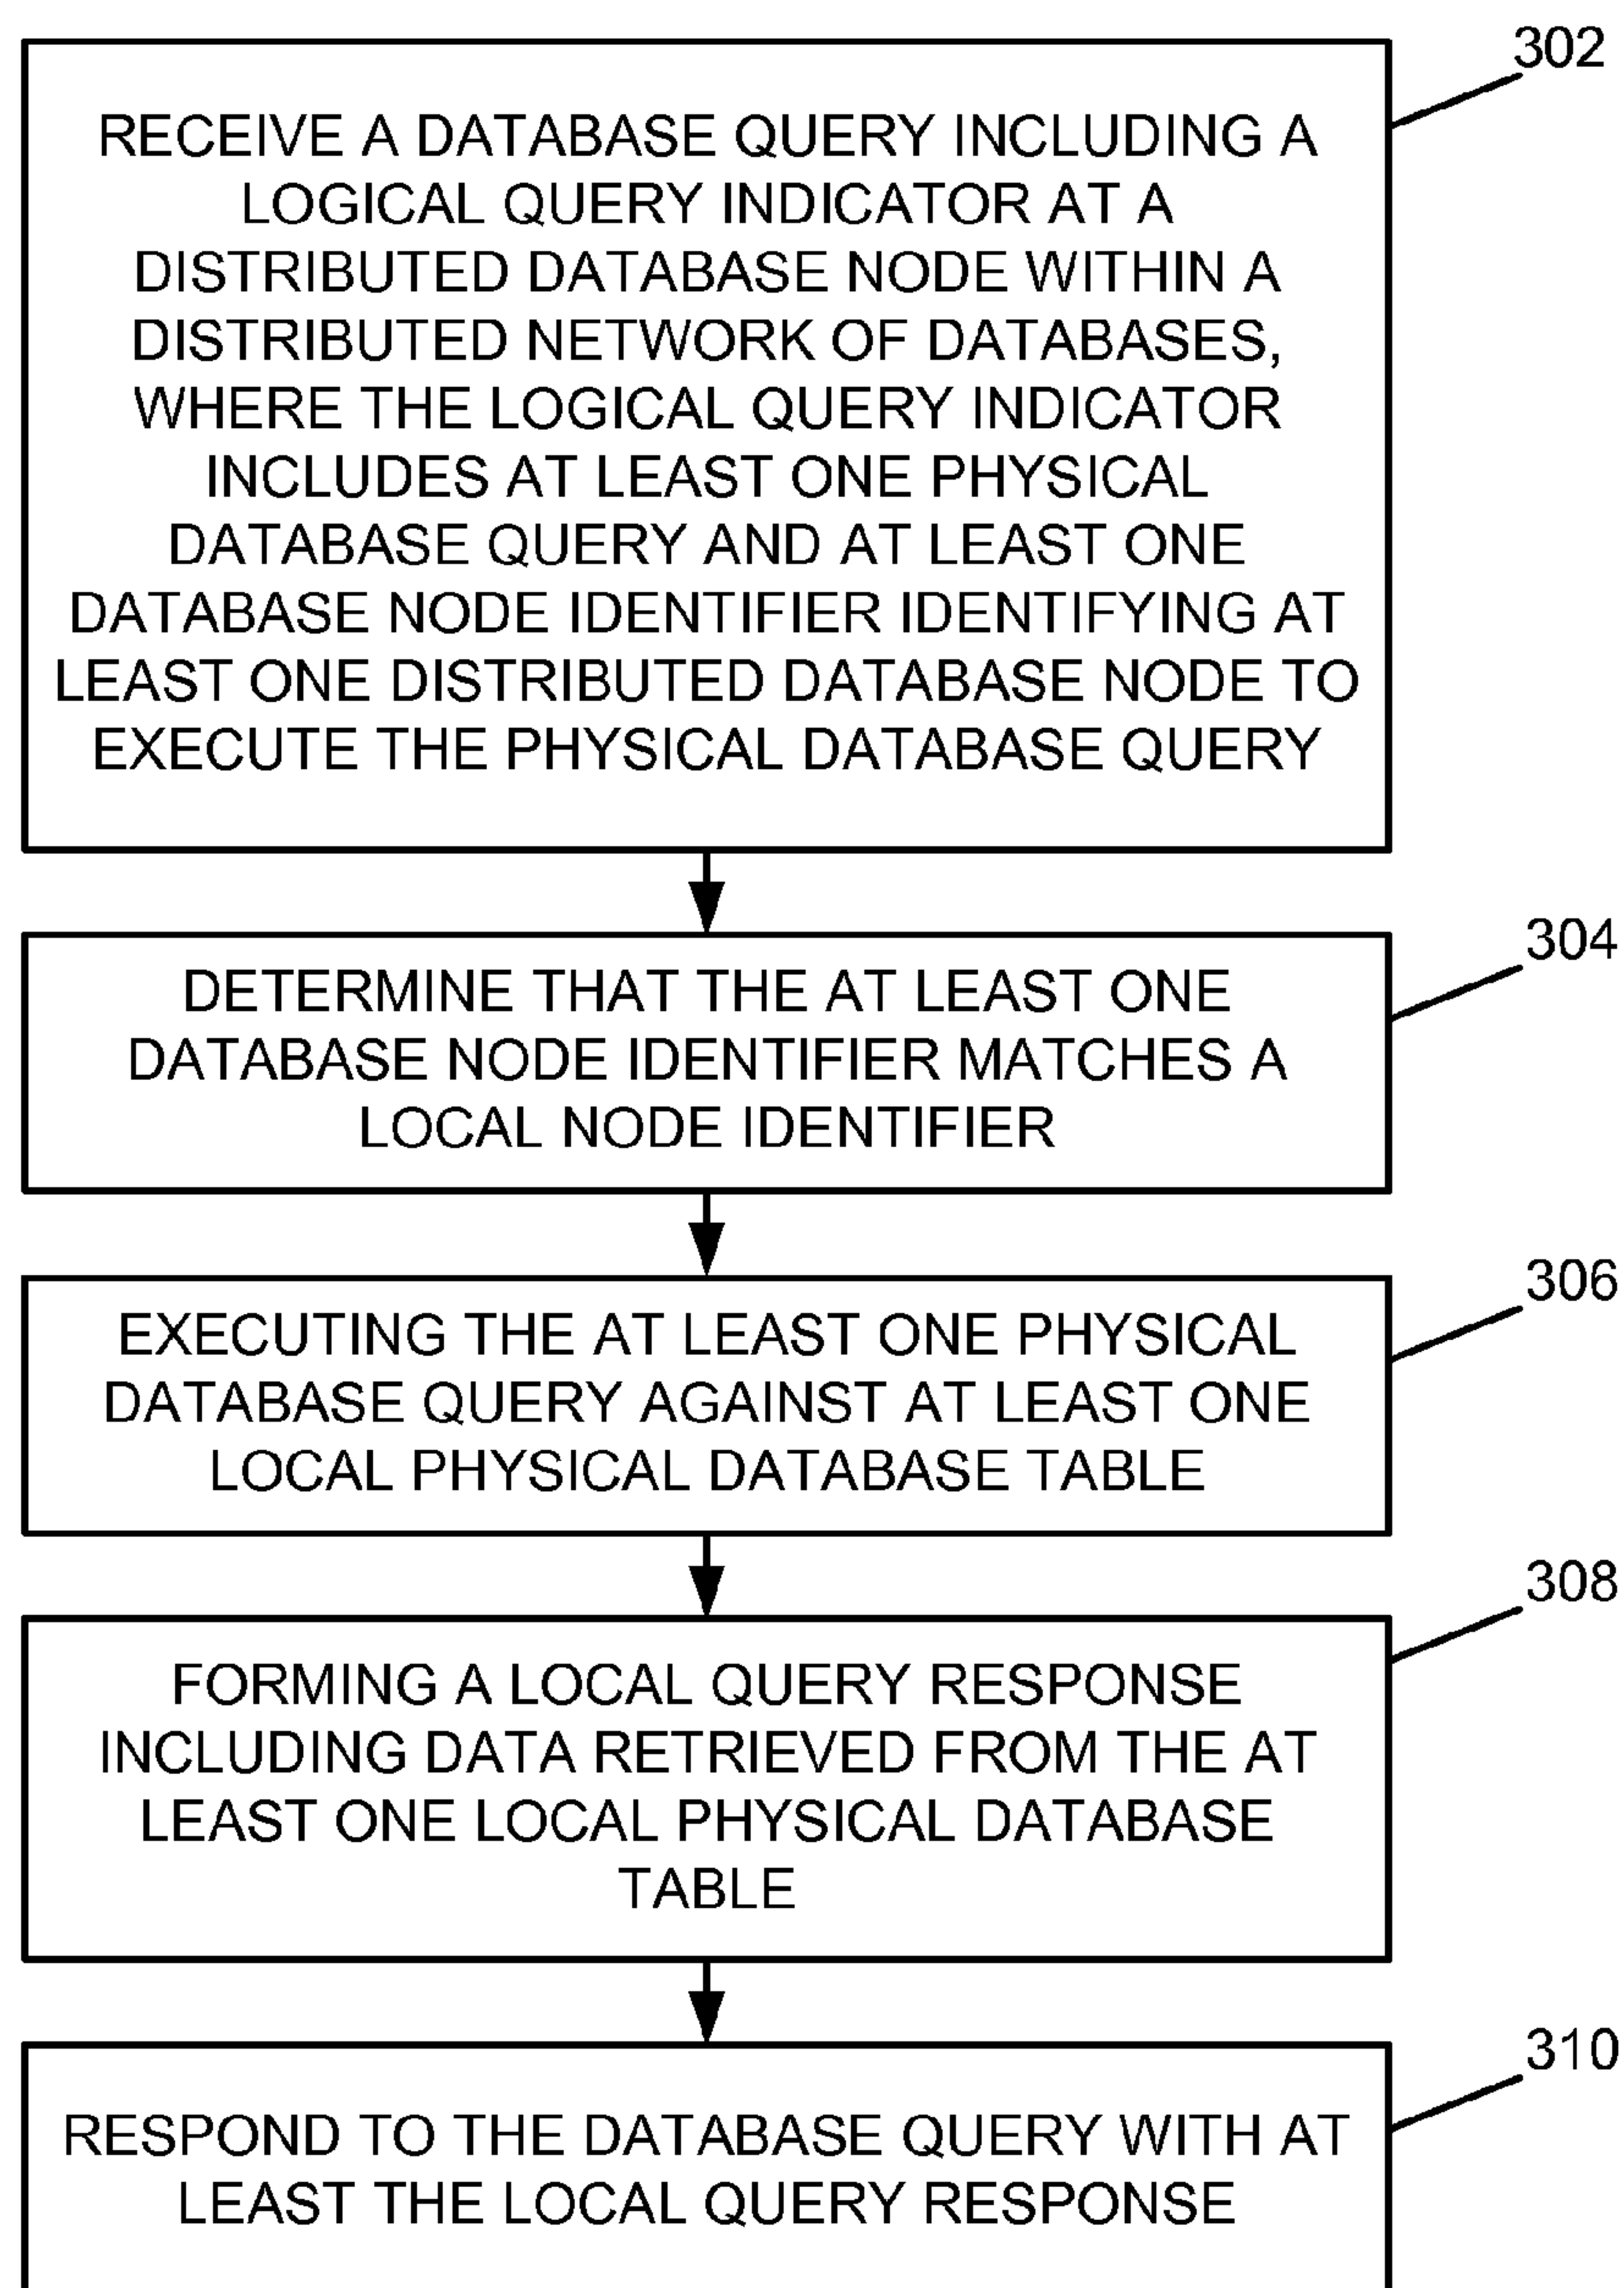 302
RECEIVE A DATABASE QUERY INCLUDING A
LOGICAL QUERY INDICATOR AT A
DISTRIBUTED DATABASE NODE WITHIN A
DISTRIBUTED NETWORK OF DATABASES,
WHERE THE LOGICAL QUERY INDICATOR
INCLUDES AT LEAST ONE PHYSICAL
DATABASE QUERY AND AT LEAST ONE
DATABASE NODE IDENTIFIER IDENTIFYING AT
LEAST ONE DISTRIBUTED DATABASE NODE TO
EXECUTE THE PHYSICAL DATABASE QUERY
304
DETERMINE THAT THE AT LEAST ONE
DATABASE NODE IDENTIFIER MATCHES A
LOCAL NODE IDENTIFIER
306
EXECUTING THE AT LEAST ONE PHYSICAL
DATABASE QUERY AGAINST AT LEAST ONE
LOCAL PHYSICAL DATABASE TABLE
308
FORMING A LOCAL QUERY RESPONSE
INCLUDING DATA RETRIEVED FROM THE AT
LEAST ONE LOCAL PHYSICAL DATABASE
TABLE
310
RESPOND TO THE DATABASE QUERY WITH AT
LEAST THE LOCAL QUERY RESPONSE